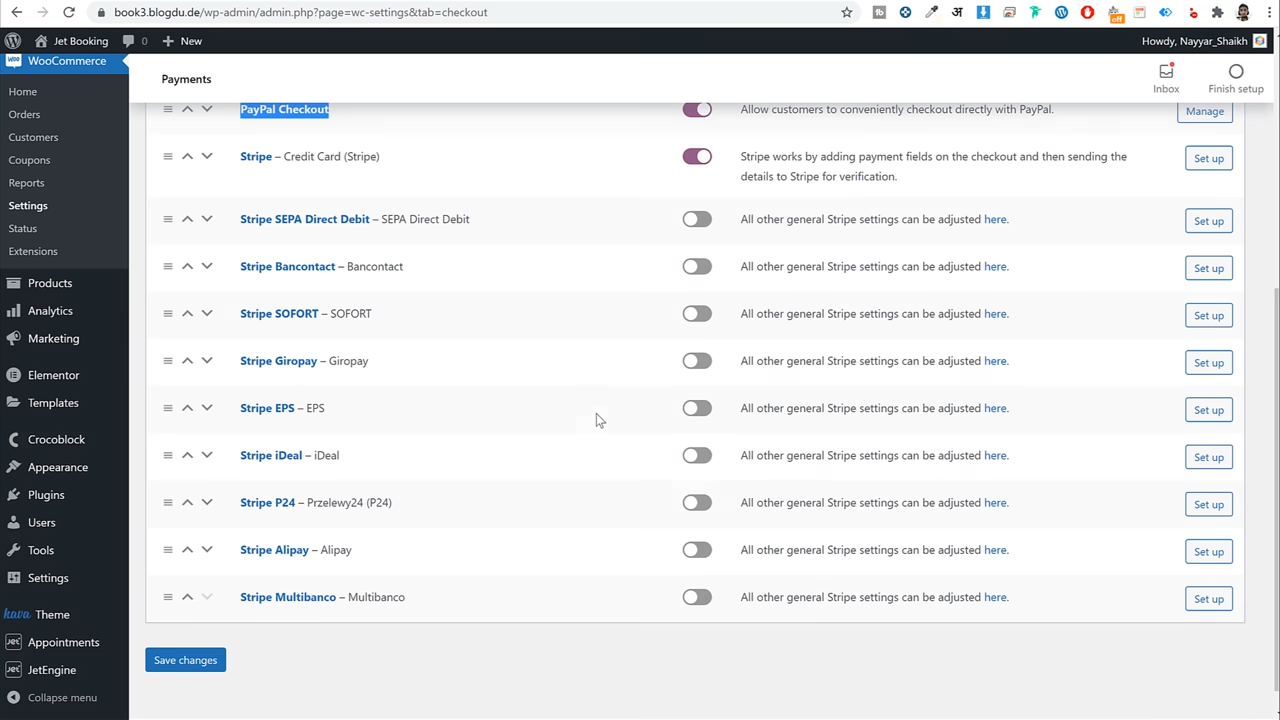 book3.blogdu.de/wp-admin/admin.php?page=wc-settings&tab=checkout
Jet Booking
0
New
Howdy, Nayyar_Shaikh
WooCommerce
Home
Orders
Customers
Coupons
Reports
Settings
Status
Extensions
Products
Analytics
Marketing
Elementor
Templates
Crocoblock
Appearance
Plugins
Users
Tools
Settings
kava Theme
Appointments
JetEngine
Collapse menu
Payments
Inbox
Finish setup
PayPal Checkout
Allow customers to conveniently checkout directly with PayPal.
Manage
Stripe – Credit Card (Stripe)
Stripe works by adding payment fields on the checkout and then sending the
details to Stripe for verification.
Set up
Stripe SEPA Direct Debit – SEPA Direct Debit
All other general Stripe settings can be adjusted here.
Set up
Stripe Bancontact – Bancontact
All other general Stripe settings can be adjusted here.
Set up
Stripe SOFORT – SOFORT
All other general Stripe settings can be adjusted here.
Set up
Stripe Giropay – Giropay
All other general Stripe settings can be adjusted here.
Set up
Stripe EPS – EPS
All other general Stripe settings can be adjusted here.
Set up
Stripe iDeal – iDeal
All other general Stripe settings can be adjusted here.
Set up
Stripe P24 – Przelewy24 (P24)
All other general Stripe settings can be adjusted here.
Set up
Stripe Alipay – Alipay
All other general Stripe settings can be adjusted here.
Set up
Stripe Multibanco – Multibanco
All other general Stripe settings can be adjusted here.
Set up
Save changes